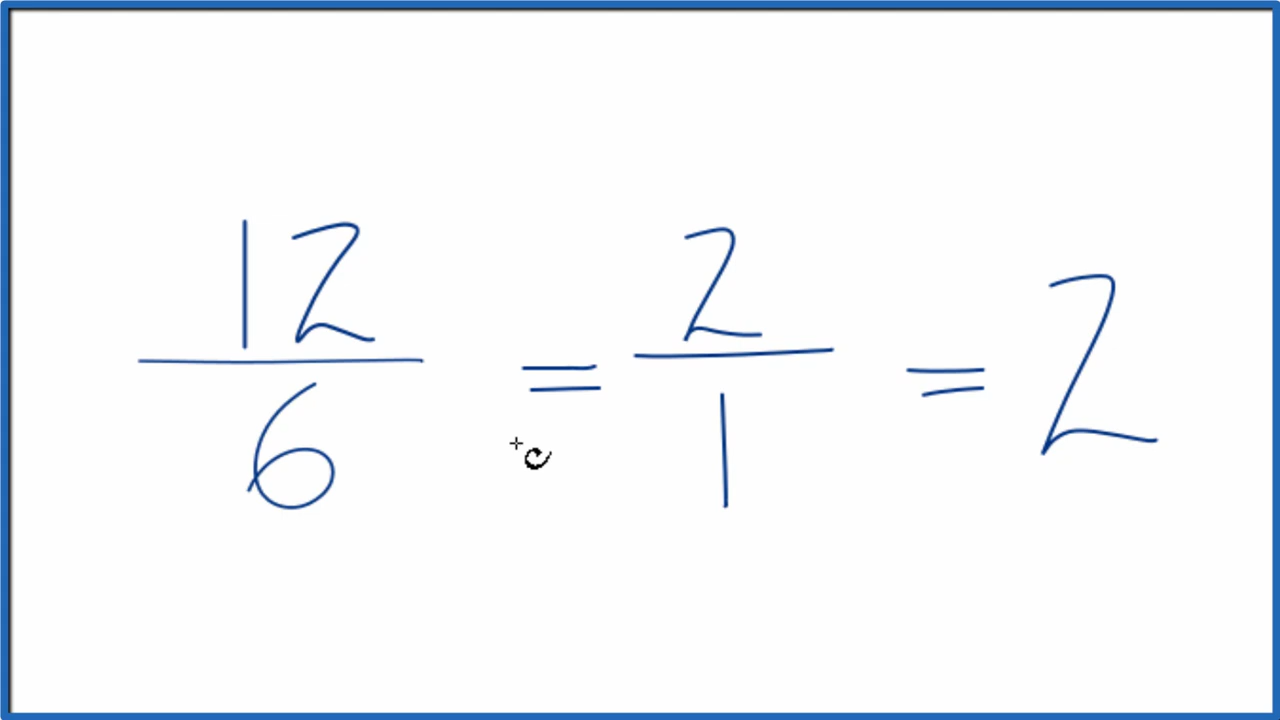 12/6 = 2/1 = 2